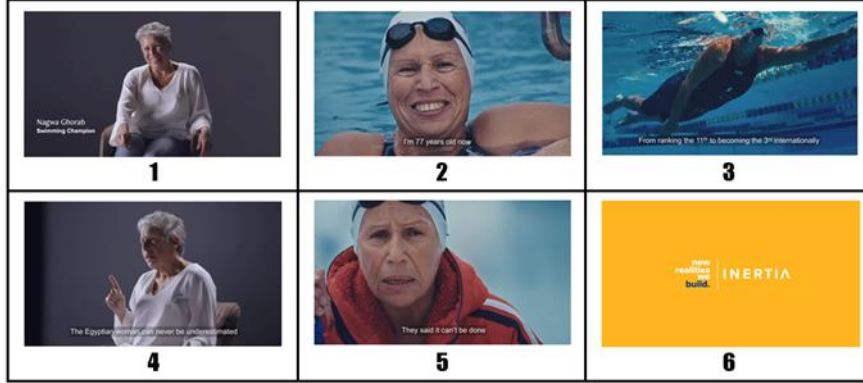 Nagwa Ghorab
Swimming Champion
1
I'm 77 years old now
2
From ranking the 11th to becoming the 3rd internationally
3
The Egyptian woman can never be underestimated
4
They said it can't be done
5
new
realities
we
build.
INERTIA
6